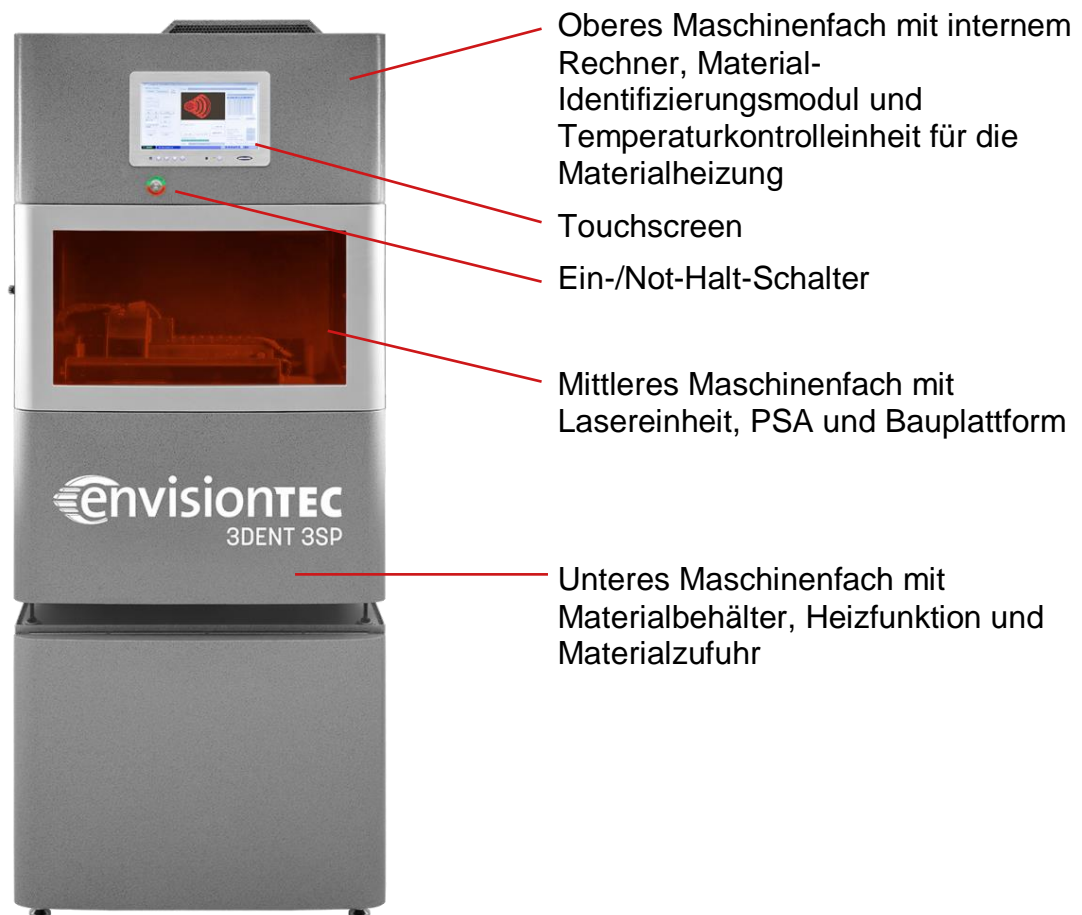 Oberes Maschinenfach mit internem
Rechner, Material-
Identifizierungsmodul und
Temperaturkontrolleinheit für die
Materialheizung
Touchscreen
Ein-/Not-Halt-Schalter
Mittleres Maschinenfach mit
Lasereinheit, PSA und Bauplattform
envisionTEC
3DENT 3SP
Unteres Maschinenfach mit
Materialbehälter, Heizfunktion und
Materialzufuhr